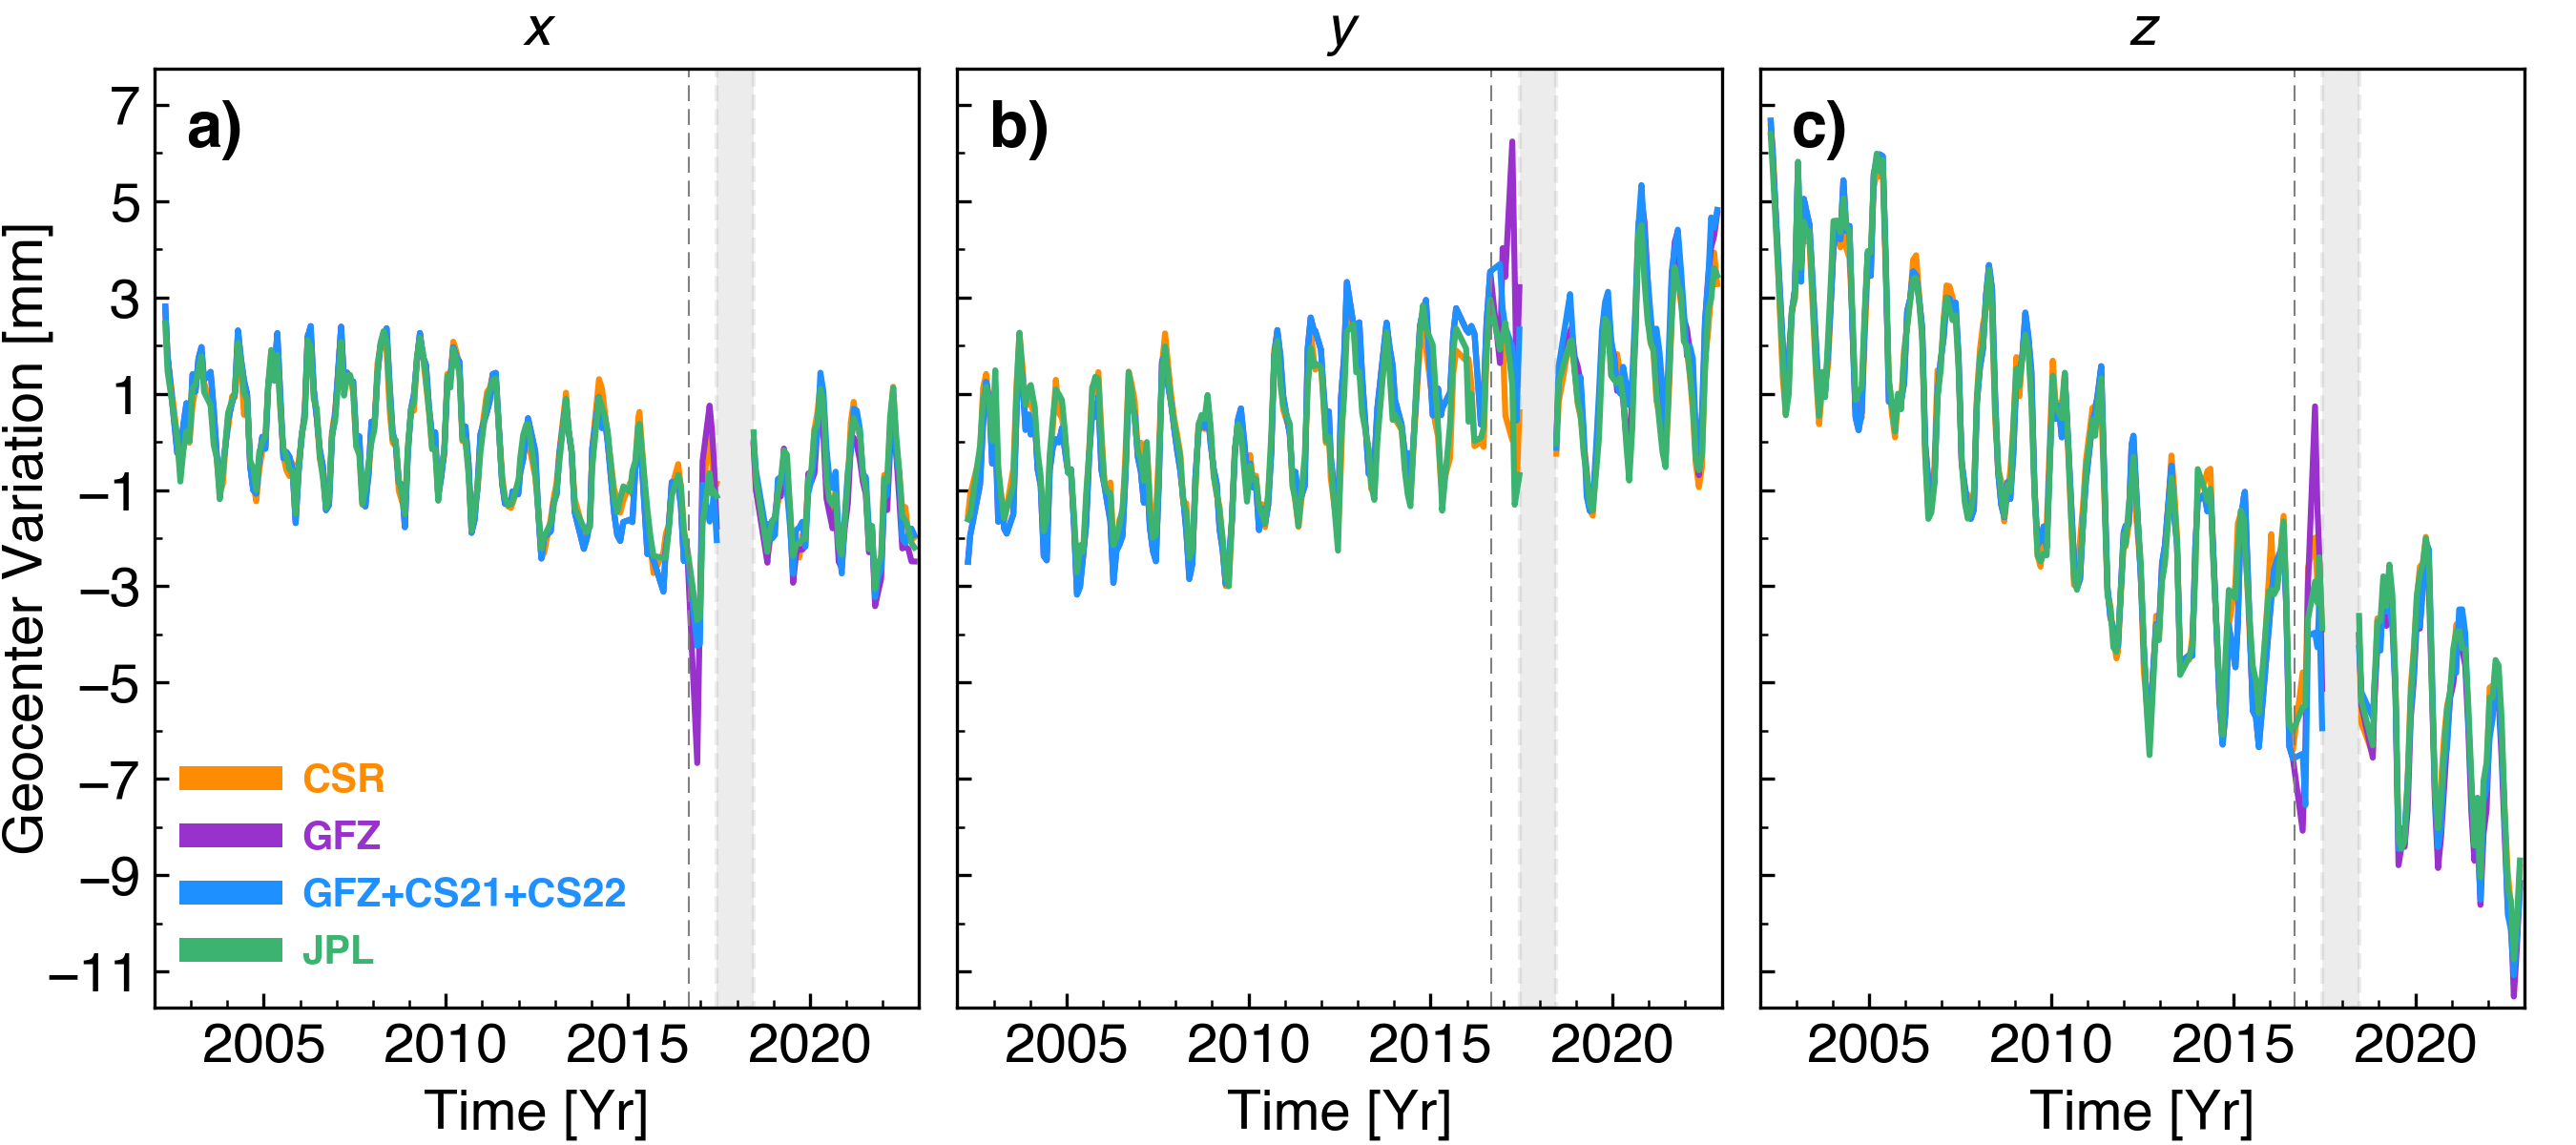 x y z
Geocenter Variation [mm]
7
5
3
1
−1
−3
−5
−7
−9
−11
a)
b)
c)
CSR
GFZ
GFZ+CS21+CS22
JPL
2005 2010 2015 2020
2005 2010 2015 2020
2005 2010 2015 2020
Time [Yr]
Time [Yr]
Time [Yr]